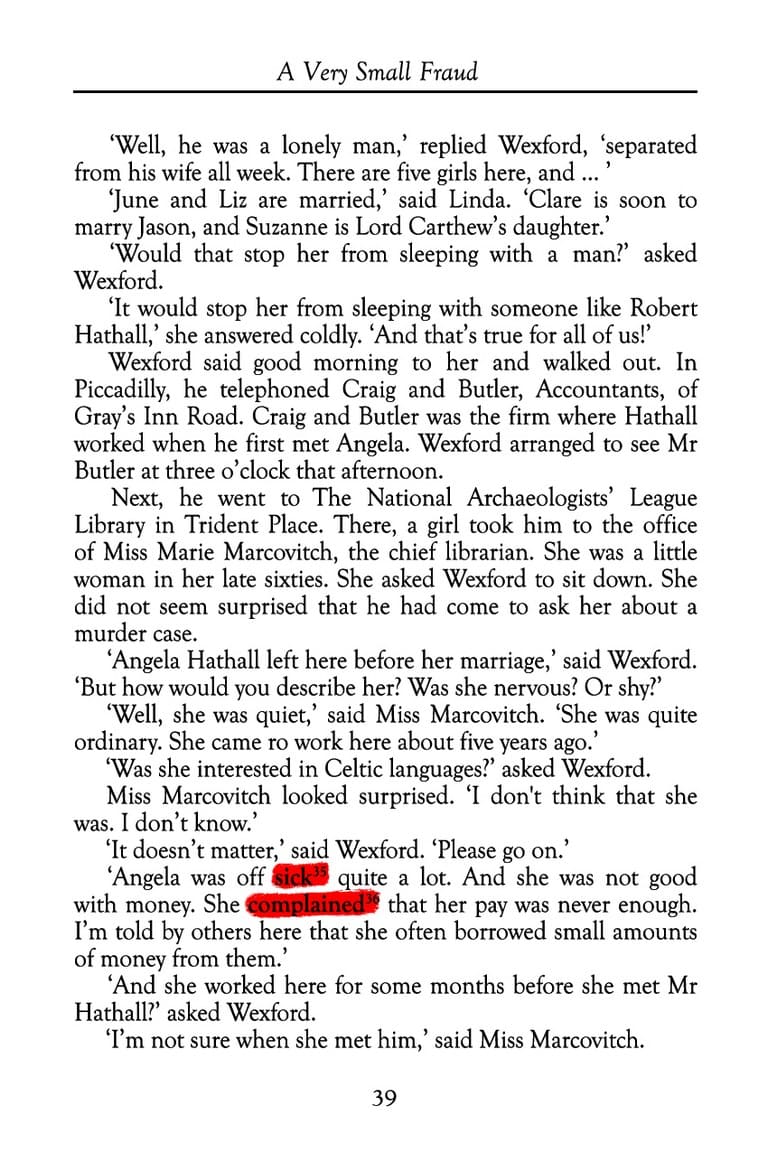 A Very Small Fraud
‘Well, he was a lonely man,’ replied Wexford, ‘separated
from his wife all week. There are five girls here, and ... ’
‘June and Liz are married,’ said Linda. ‘Clare is soon to
marry Jason, and Suzanne is Lord Carthew’s daughter.’
‘Would that stop her from sleeping with a man?’ asked
Wexford.
‘It would stop her from sleeping with someone like Robert
Hathall,’ she answered coldly. ‘And that’s true for all of us!’
Wexford said good morning to her and walked out. In
Piccadilly, he telephoned Craig and Butler, Accountants, of
Gray’s Inn Road. Craig and Butler was the firm where Hathall
worked when he first met Angela. Wexford arranged to see Mr
Butler at three o’clock that afternoon.
Next, he went to The National Archaeologists’ League
Library in Trident Place. There, a girl took him to the office
of Miss Marie Marcovitch, the chief librarian. She was a little
woman in her late sixties. She asked Wexford to sit down. She
did not seem surprised that he had come to ask her about a
murder case.
‘Angela Hathall left here before her marriage,’ said Wexford.
‘But how would you describe her? Was she nervous? Or shy?’
‘Well, she was quiet,’ said Miss Marcovitch. ‘She was quite
ordinary. She came ro work here about five years ago.’
‘Was she interested in Celtic languages?’ asked Wexford.
Miss Marcovitch looked surprised. ‘I don't think that she
was. I don’t know.’
‘It doesn’t matter,’ said Wexford. ‘Please go on.’
‘Angela was off sick³⁵ quite a lot. And she was not good
with money. She complained³⁶ that her pay was never enough.
I’m told by others here that she often borrowed small amounts
of money from them.’
‘And she worked here for some months before she met Mr
Hathall?’ asked Wexford.
‘I’m not sure when she met him,’ said Miss Marcovitch.
39